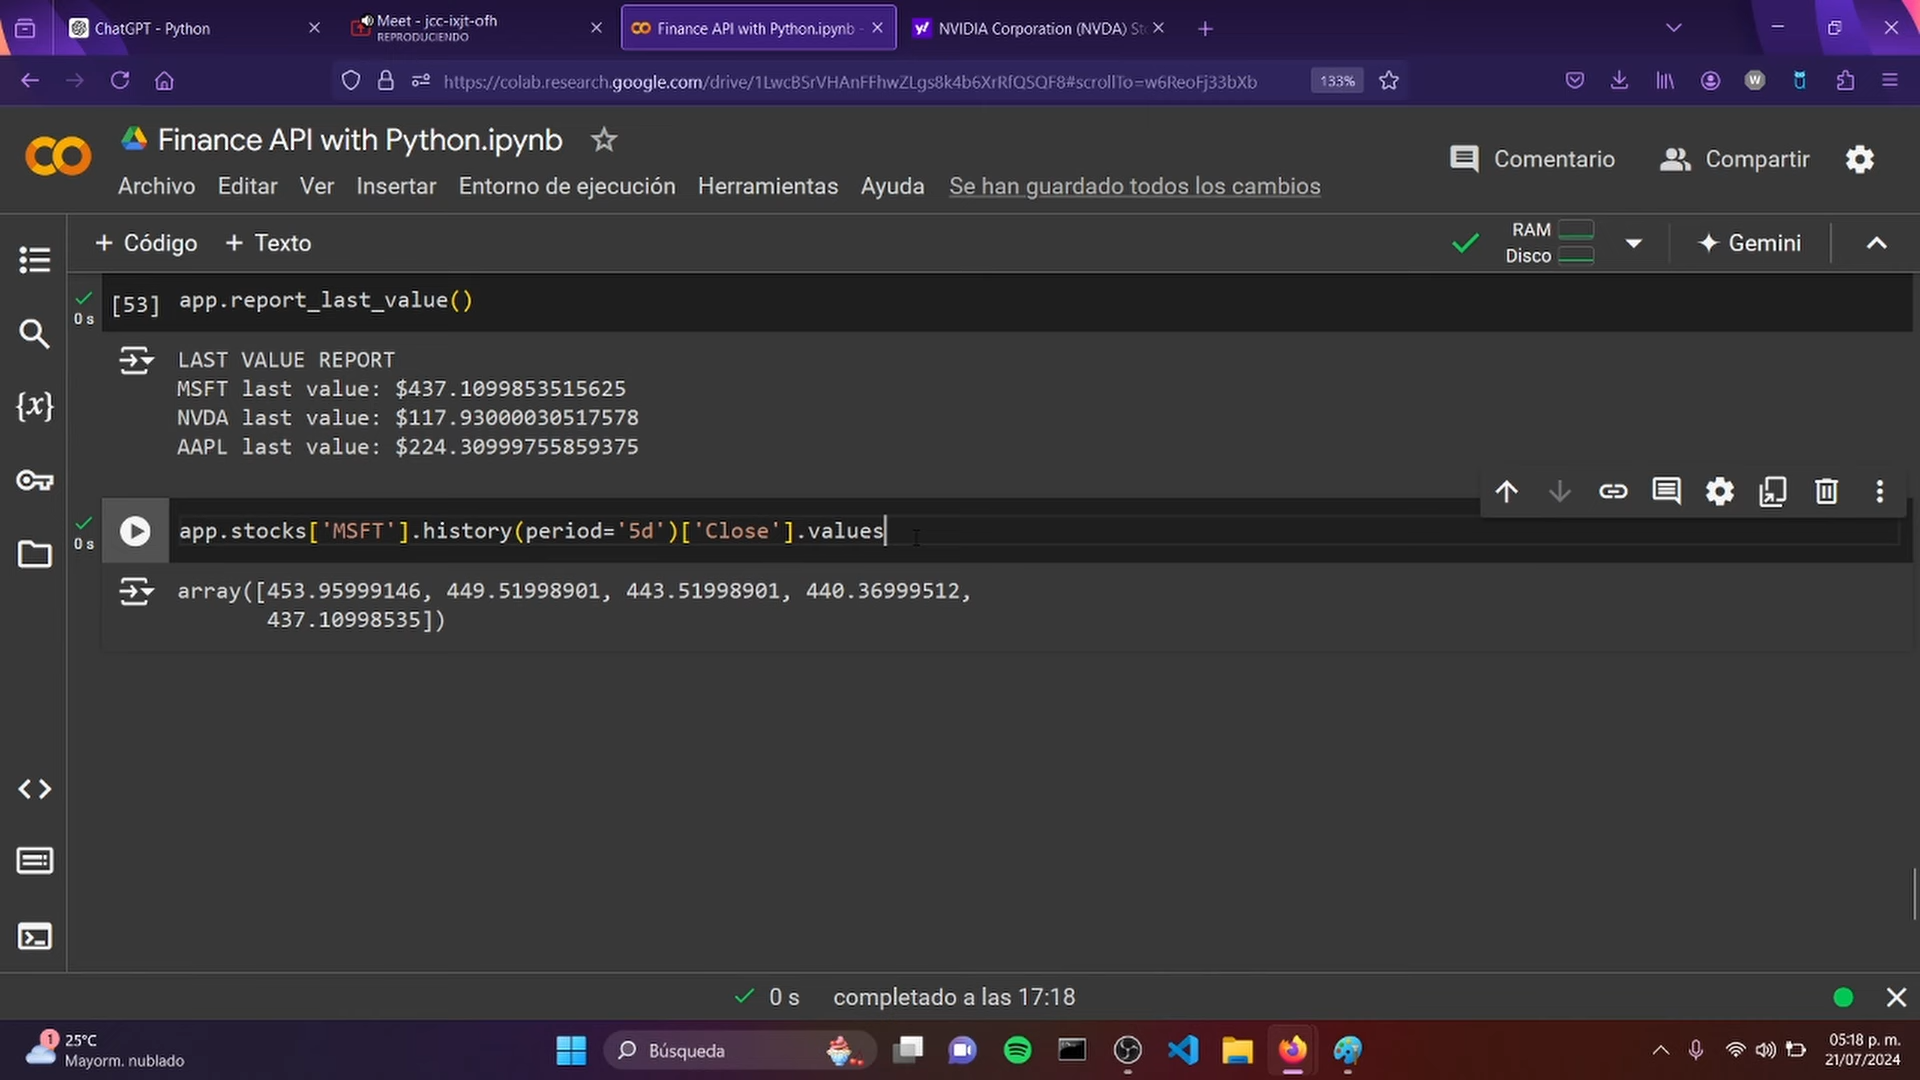 ChatGPT - Python
Meet - jcc-ixjt-ofh
REPRODUCIENDO
Finance API with Python.ipynb -
NVIDIA Corporation (NVDA) Sto
https://colab.research.google.com/drive/1LwcBSrVHAnFFhwZLgs8k4b6XrRfQSQF8#scrollTo=w6ReoFj33bXb
133%
Finance API with Python.ipynb
Comentario
Compartir
Archivo Editar Ver Insertar Entorno de ejecución Herramientas Ayuda Se han guardado todos los cambios
+ Código + Texto
RAM
Disco
Gemini
[53] app.report_last_value()
0 s
LAST VALUE REPORT
MSFT last value: $437.1099853515625
NVDA last value: $117.93000030517578
AAPL last value: $224.30999755859375
app.stocks['MSFT'].history(period='5d')['Close'].values
0 s
array([453.95999146, 449.51998901, 443.51998901, 440.36999512,
437.10998535])
0 s completado a las 17:18
1
25°C
Mayorm. nublado
Búsqueda
05:18 p. m.
21/07/2024